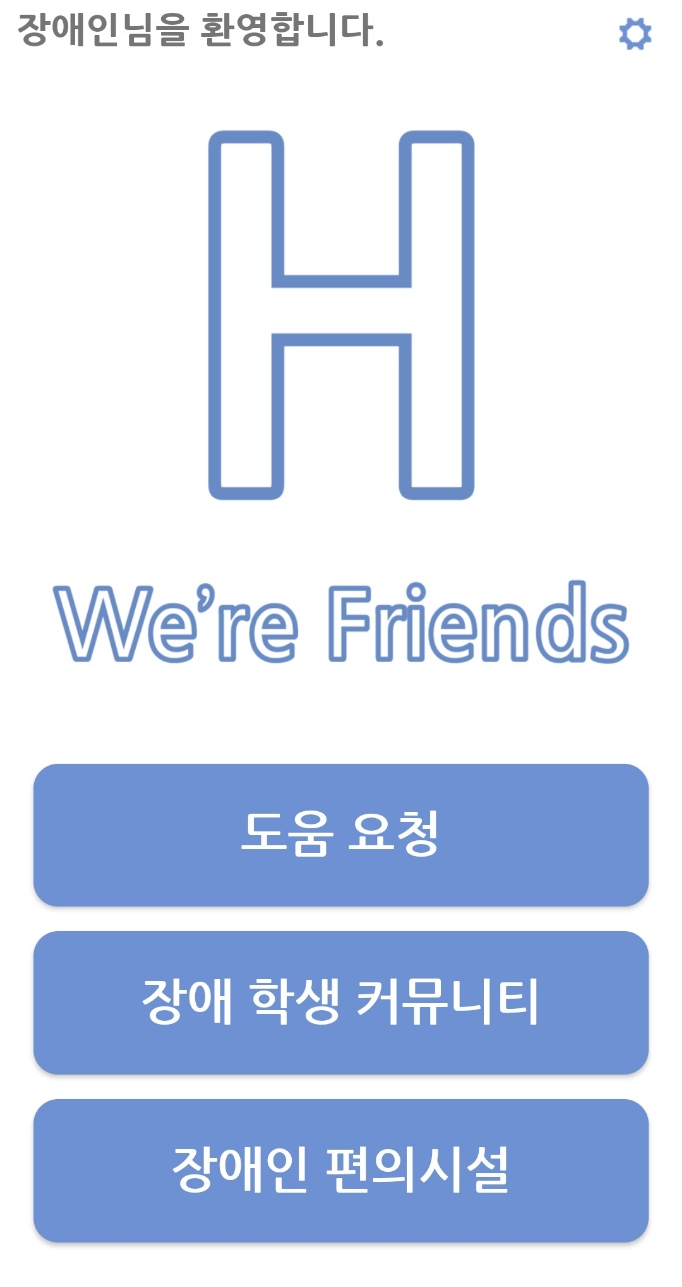 장애인님을 환영합니다.
H
We're Friends
도움 요청
장애 학생 커뮤니티
장애인 편의시설